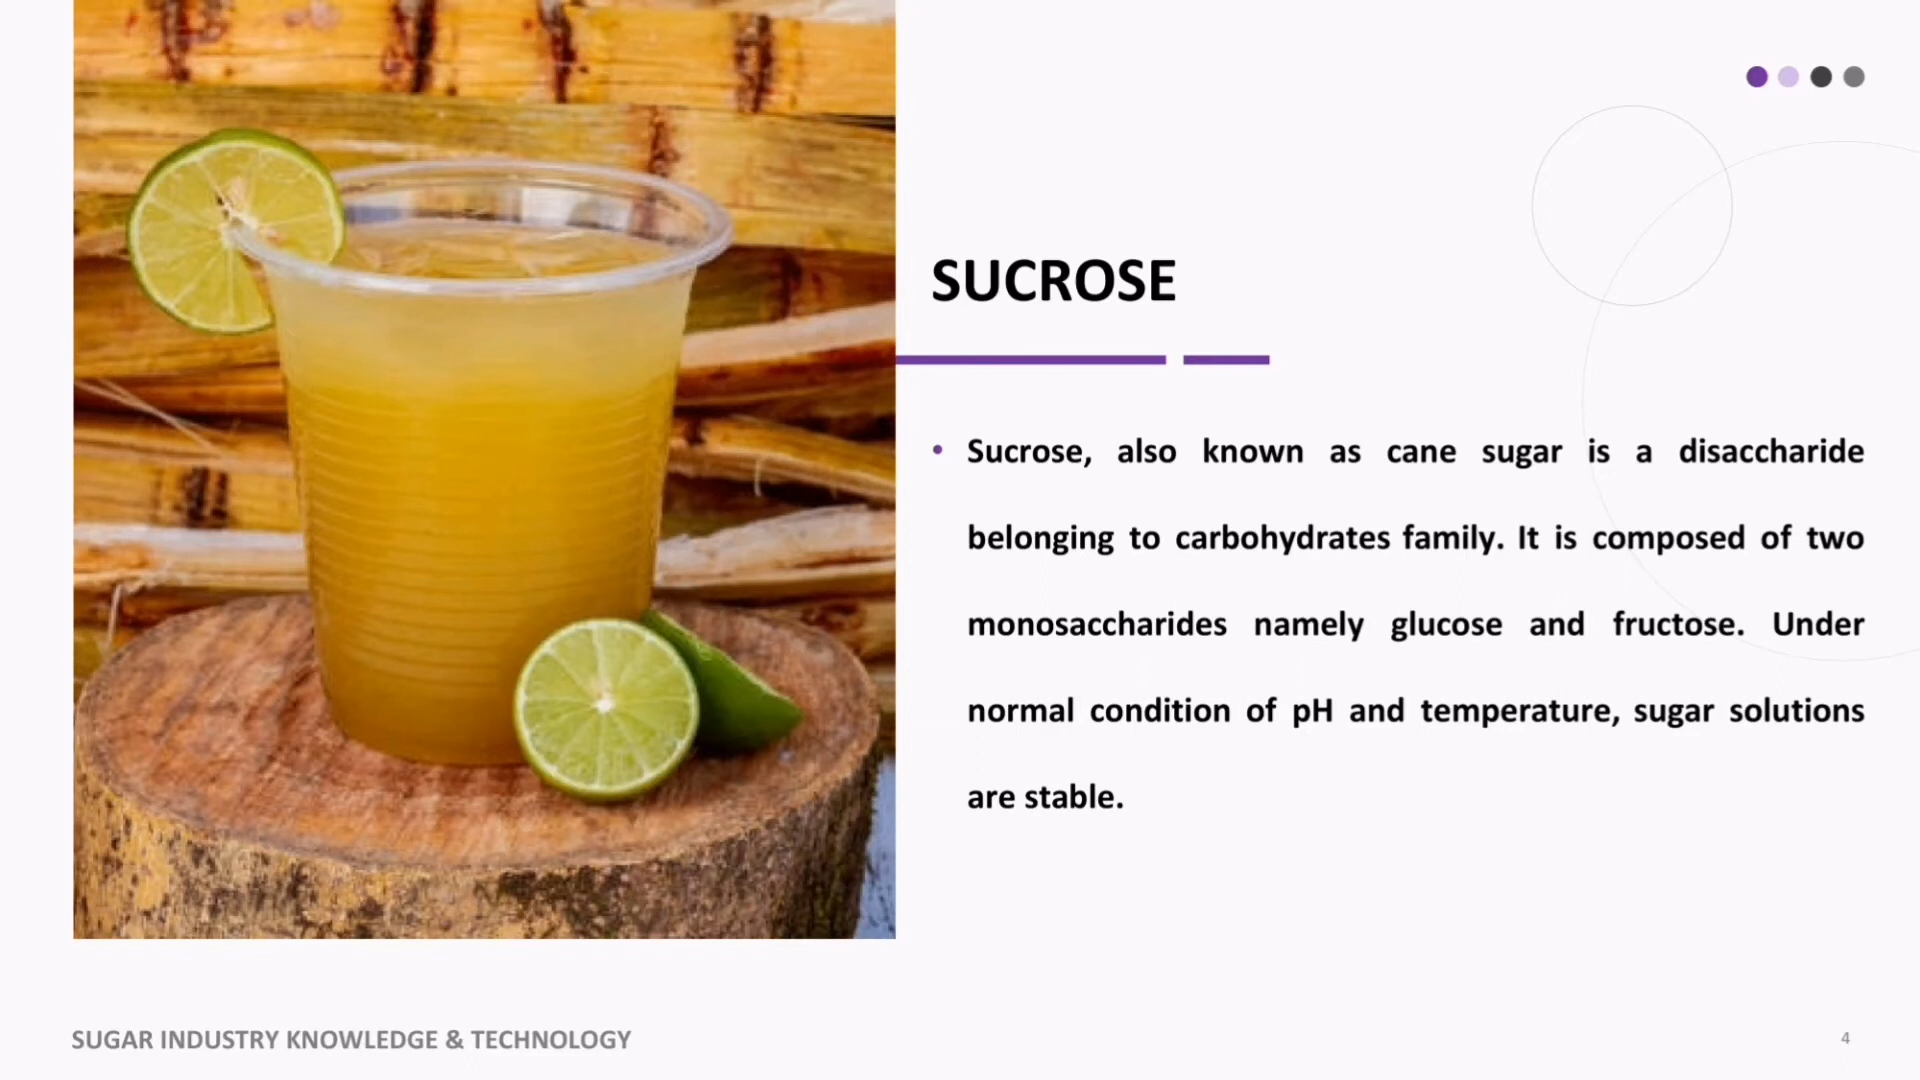 SUCROSE
• Sucrose, also known as cane sugar is a disaccharide
belonging to carbohydrates family. It is composed of two
monosaccharides namely glucose and fructose. Under
normal condition of pH and temperature, sugar solutions
are stable.
SUGAR INDUSTRY KNOWLEDGE & TECHNOLOGY
4